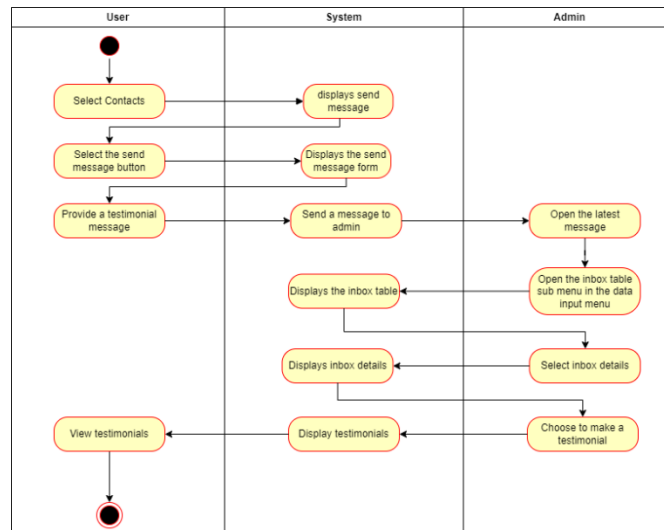 User
System
Admin
Select Contacts
displays send
message
Select the send
message button
Displays the send
message form
Provide a testimonial
message
Send a message to
admin
Open the latest
message
Open the inbox table
sub menu in the data
input menu
Displays the inbox table
Select inbox details
Displays inbox details
Choose to make a
testimonial
Display testimonials
View testimonials